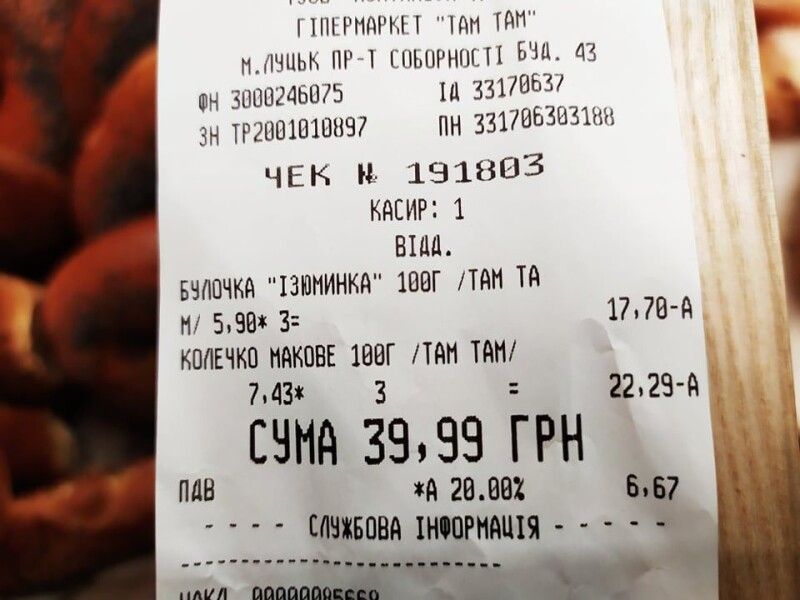 ГІПЕРМАРКЕТ "ТАМ ТАМ"
М.ЛУЦЬК ПР-Т СОБОРНОСТІ БУД. 43
ФН 3000246075 ІД 33170637
ЗН ТР2001010897 ПН 331706303188
ЧЕК № 191803
КАСИР: 1
ВІДД.
БУЛОЧКА "ІЗЮМИНКА" 100Г /ТАМ ТА
М/ 5,90* 3= 17,70-А
КОЛЕЧКО МАКОВЕ 100Г /ТАМ ТАМ/
7,43* 3 = 22,29-А
СУМА 39,99 ГРН
ПДВ *А 20.00% 6,67
- - - - СЛУЖБОВА ІНФОРМАЦІЯ - - - - -